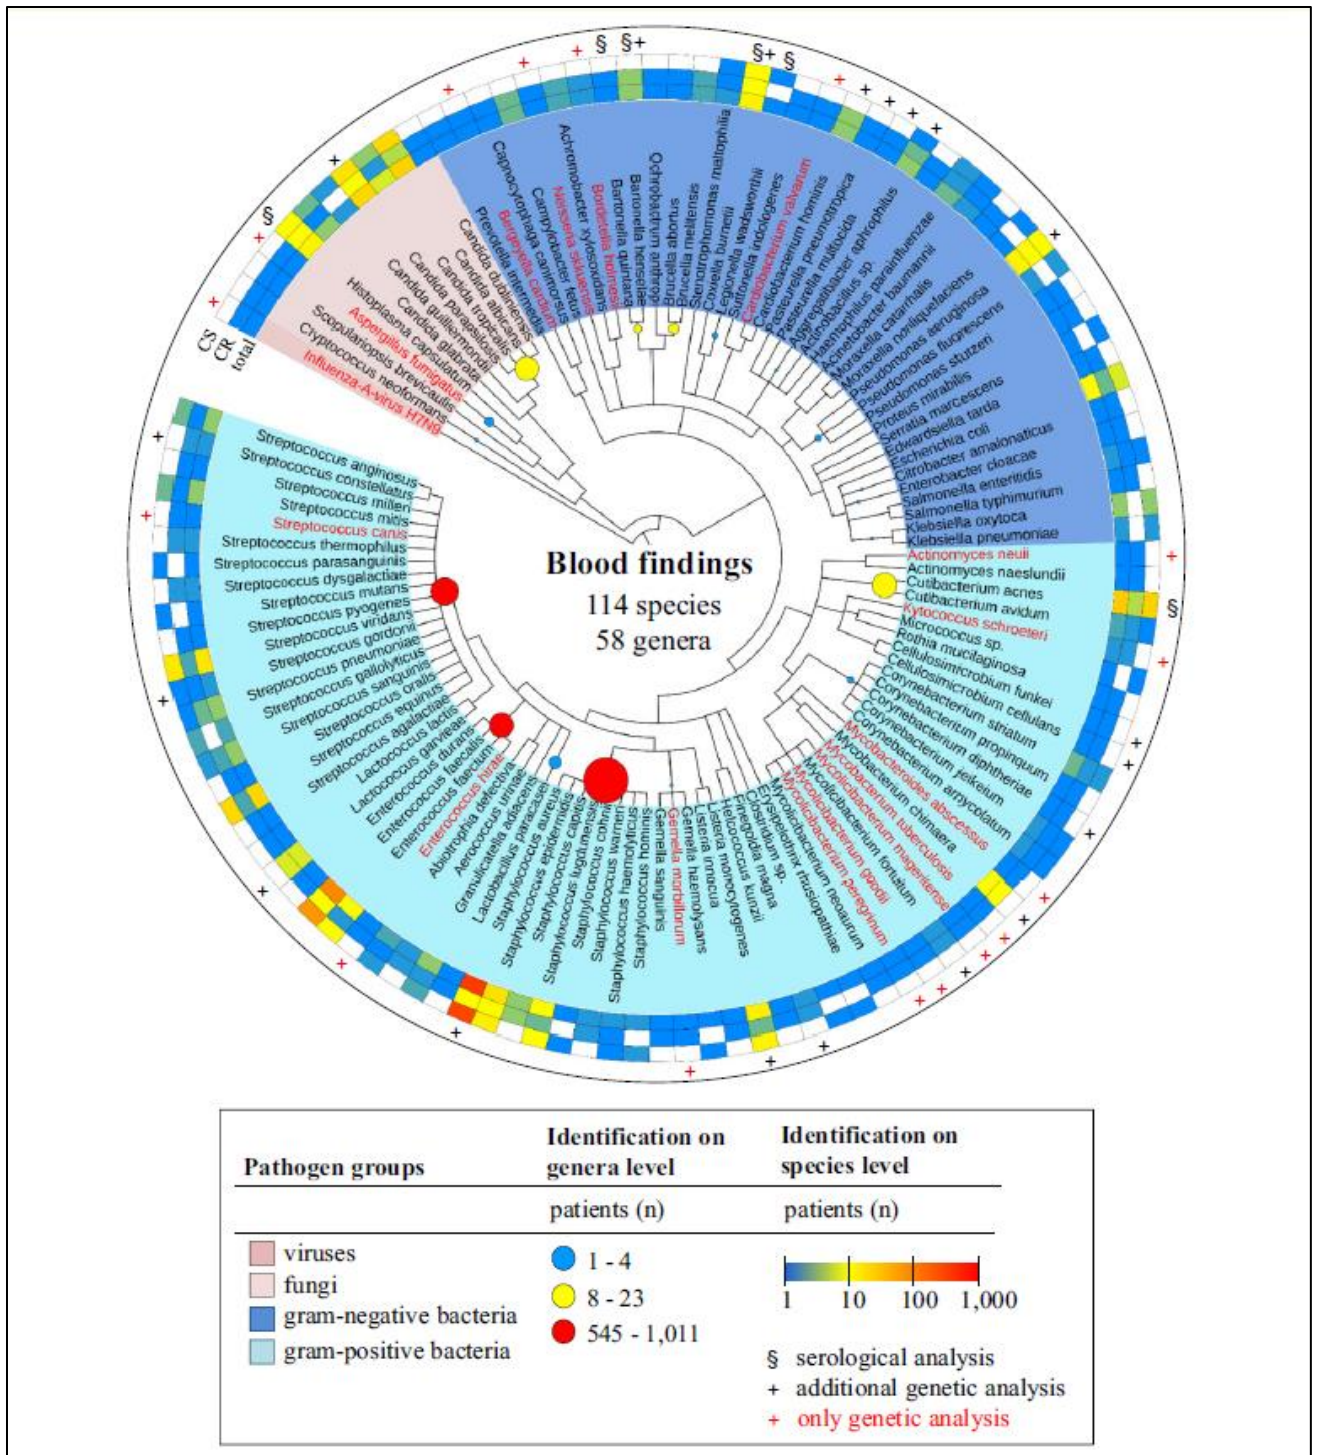 CS
CR
total
Influenza-A-virus H7N9
Cryptococcus neoformans
Scopulariopsis brevicaulis
Aspergillus fumigatus
Histoplasma capsulatum
Candida glabrata
Candida guilliermondii
Candida parapsilosis
Candida tropicalis
Candida albicans
Candida dubliniensis
Prevotella intermedia
Bergeyella cardium
Capnocytophaga canimorsus
Campylobacter fetus
Neisseria skkuensis
Achromobacter xylosoxidans
Bordetella holmesii
Bartonella quintana
Bartonella henselae
Ochrobactrum anthropi
Brucella abortus
Brucella melitensis
Stenotrophomonas maltophilia
Coxiella burnetii
Legionella wadsworthii
Suttonella indologenes
Cardiobacterium valvarum
Cardiobacterium hominis
Pasteurella pneumotropica
Pasteurella multocida
Aggregatibacter aphrophilus
Actinobacillus sp.
Haemophilus parainfluenzae
Acinetobacter baumannii
Moraxella catarrhalis
Moraxella nonliquefaciens
Pseudomonas aeruginosa
Pseudomonas fluorescens
Pseudomonas stutzeri
Proteus mirabilis
Serratia marcescens
Edwardsiella tarda
Escherichia coli
Citrobacter amalonaticus
Enterobacter cloacae
Salmonella enteritidis
Salmonella typhimurium
Klebsiella oxytoca
Klebsiella pneumoniae
Actinomyces neuii
Actinomyces naeslundii
Cutibacterium acnes
Cutibacterium avidum
Kytococcus schroeteri
Micrococcus sp.
Rothia mucilaginosa
Cellulosimicrobium funkei
Cellulosimicrobium cellulans
Corynebacterium striatum
Corynebacterium propinquum
Corynebacterium diphtheriae
Corynebacterium jeikeium
Corynebacterium amycolatum
Mycobacteroides abscessus
Mycobacterium chimaera
Mycobacterium tuberculosis
Mycolicibacterium fortuitum
Mycolicibacterium mageritense
Mycolicibacterium goodii
Mycolicibacterium peregrinum
Mycolicibacterium neoaurum
Erysipelothrix rhusiopathiae
Clostridium sp.
Finegoldia magna
Helcococcus kunzii
Listeria monocytogenes
Listeria innocua
Gemella haemolysans
Gemella morbillorum
Gemella sanguinis
Staphylococcus hominis
Staphylococcus haemolyticus
Staphylococcus warneri
Staphylococcus cohnii
Staphylococcus lugdunensis
Staphylococcus capitis
Staphylococcus epidermidis
Staphylococcus aureus
Lactobacillus paracasei
Granulicatella adiacens
Aerococcus urinae
Abiotrophia defectiva
Enterococcus hirae
Enterococcus faecium
Enterococcus faecalis
Enterococcus durans
Lactococcus garvieae
Lactococcus lactis
Streptococcus agalactiae
Streptococcus equinus
Streptococcus oralis
Streptococcus sanguinis
Streptococcus gallolyticus
Streptococcus pneumoniae
Streptococcus gordonii
Streptococcus viridans
Streptococcus pyogenes
Streptococcus mutans
Streptococcus dysgalactiae
Streptococcus parasanguinis
Streptococcus thermophilus
Streptococcus canis
Streptococcus mitis
Streptococcus milleri
Streptococcus constellatus
Streptococcus anginosus
Blood findings
114 species
58 genera
Pathogen groups
viruses
fungi
gram-negative bacteria
gram-positive bacteria
Identification on
genera level
patients (n)
1 - 4
8 - 23
545 - 1,011
Identification on
species level
patients (n)
1 10 100 1,000
§ serological analysis
+ additional genetic analysis
+ only genetic analysis